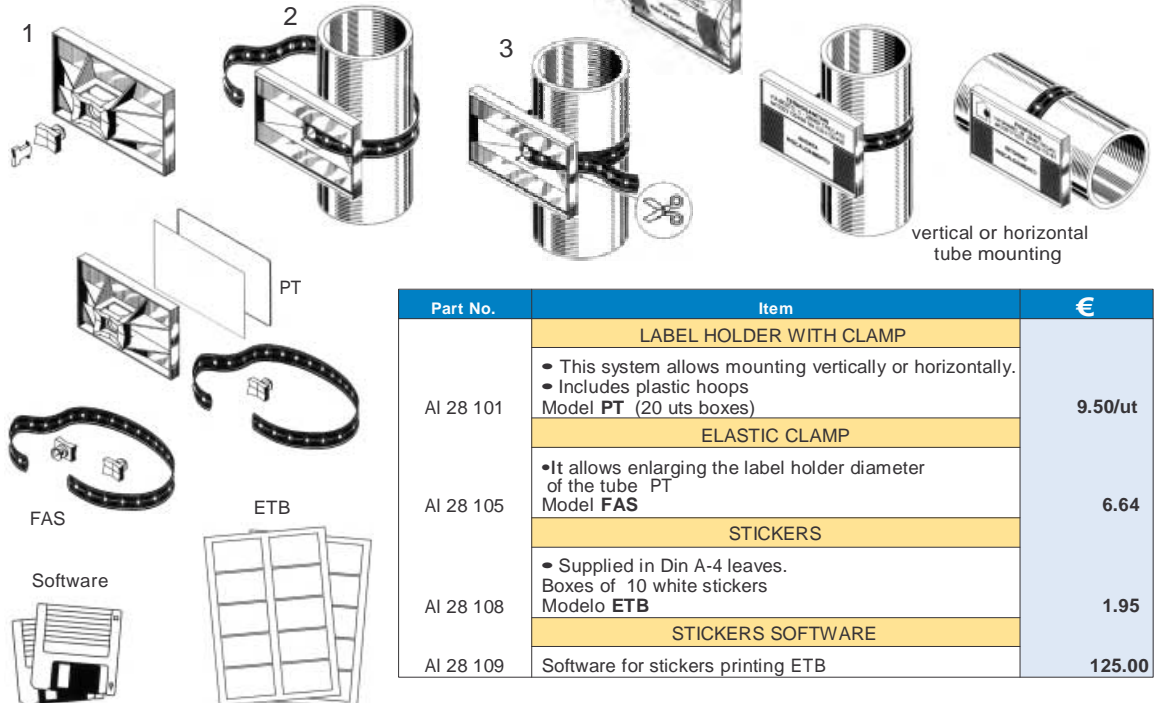 1
2
3
vertical or horizontal
tube mounting
PT
FAS
ETB
Software
Part No. Item €
LABEL HOLDER WITH CLAMP
• This system allows mounting vertically or horizontally.
• Includes plastic hoops
AI 28 101 Model PT (20 uts boxes) 9.50/ut
ELASTIC CLAMP
•It allows enlarging the label holder diameter
of the tube PT
AI 28 105 Model FAS 6.64
STICKERS
• Supplied in Din A-4 leaves.
Boxes of 10 white stickers
AI 28 108 Modelo ETB 1.95
STICKERS SOFTWARE
AI 28 109 Software for stickers printing ETB 125.00